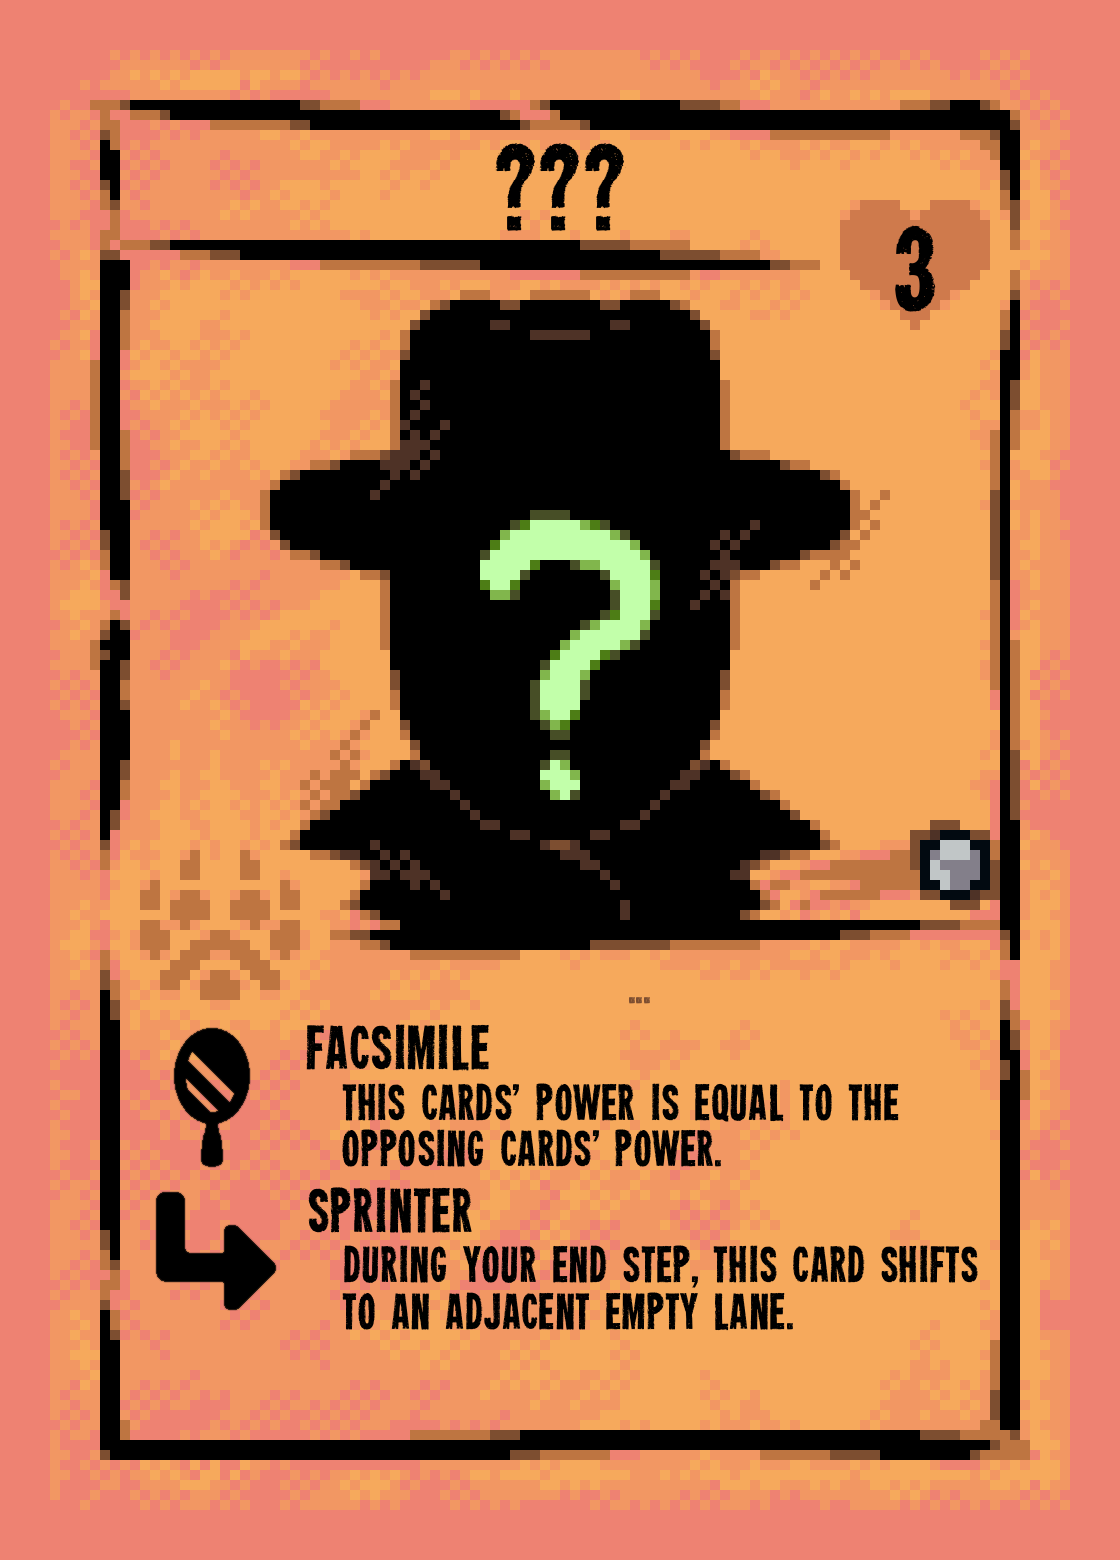 ???
3
?
...
FACSIMILE
THIS CARDS' POWER IS EQUAL TO THE
OPPOSING CARDS' POWER.
SPRINTER
DURING YOUR END STEP, THIS CARD SHIFTS
TO AN ADJACENT EMPTY LANE.